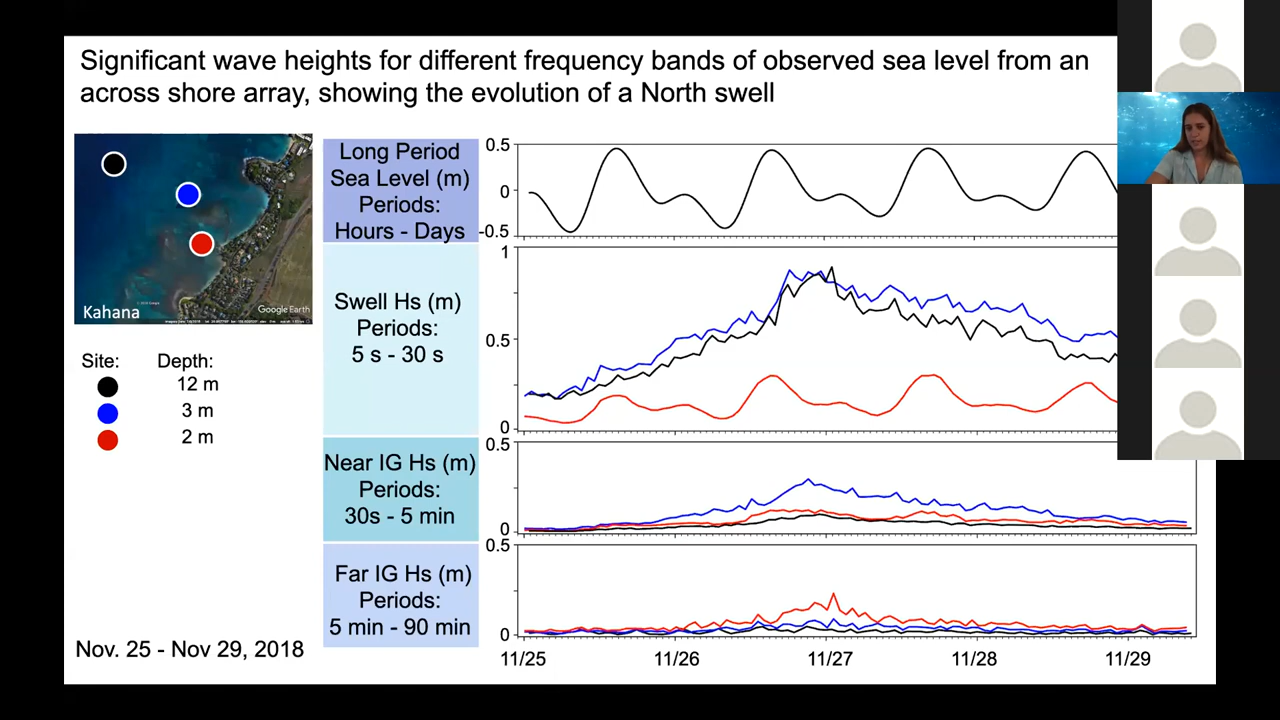 Significant wave heights for different frequency bands of observed sea level from an
across shore array, showing the evolution of a North swell
Kahana
Google Earth
Site: Depth:
12 m
3 m
2 m
Nov. 25 - Nov 29, 2018
Long Period
Sea Level (m)
Periods:
Hours - Days
0.5
0
-0.5
Swell Hs (m)
Periods:
5 s - 30 s
1
0.5
0
Near IG Hs (m)
Periods:
30s - 5 min
0.5
0
Far IG Hs (m)
Periods:
5 min - 90 min
0.5
0
11/25 11/26 11/27 11/28 11/29